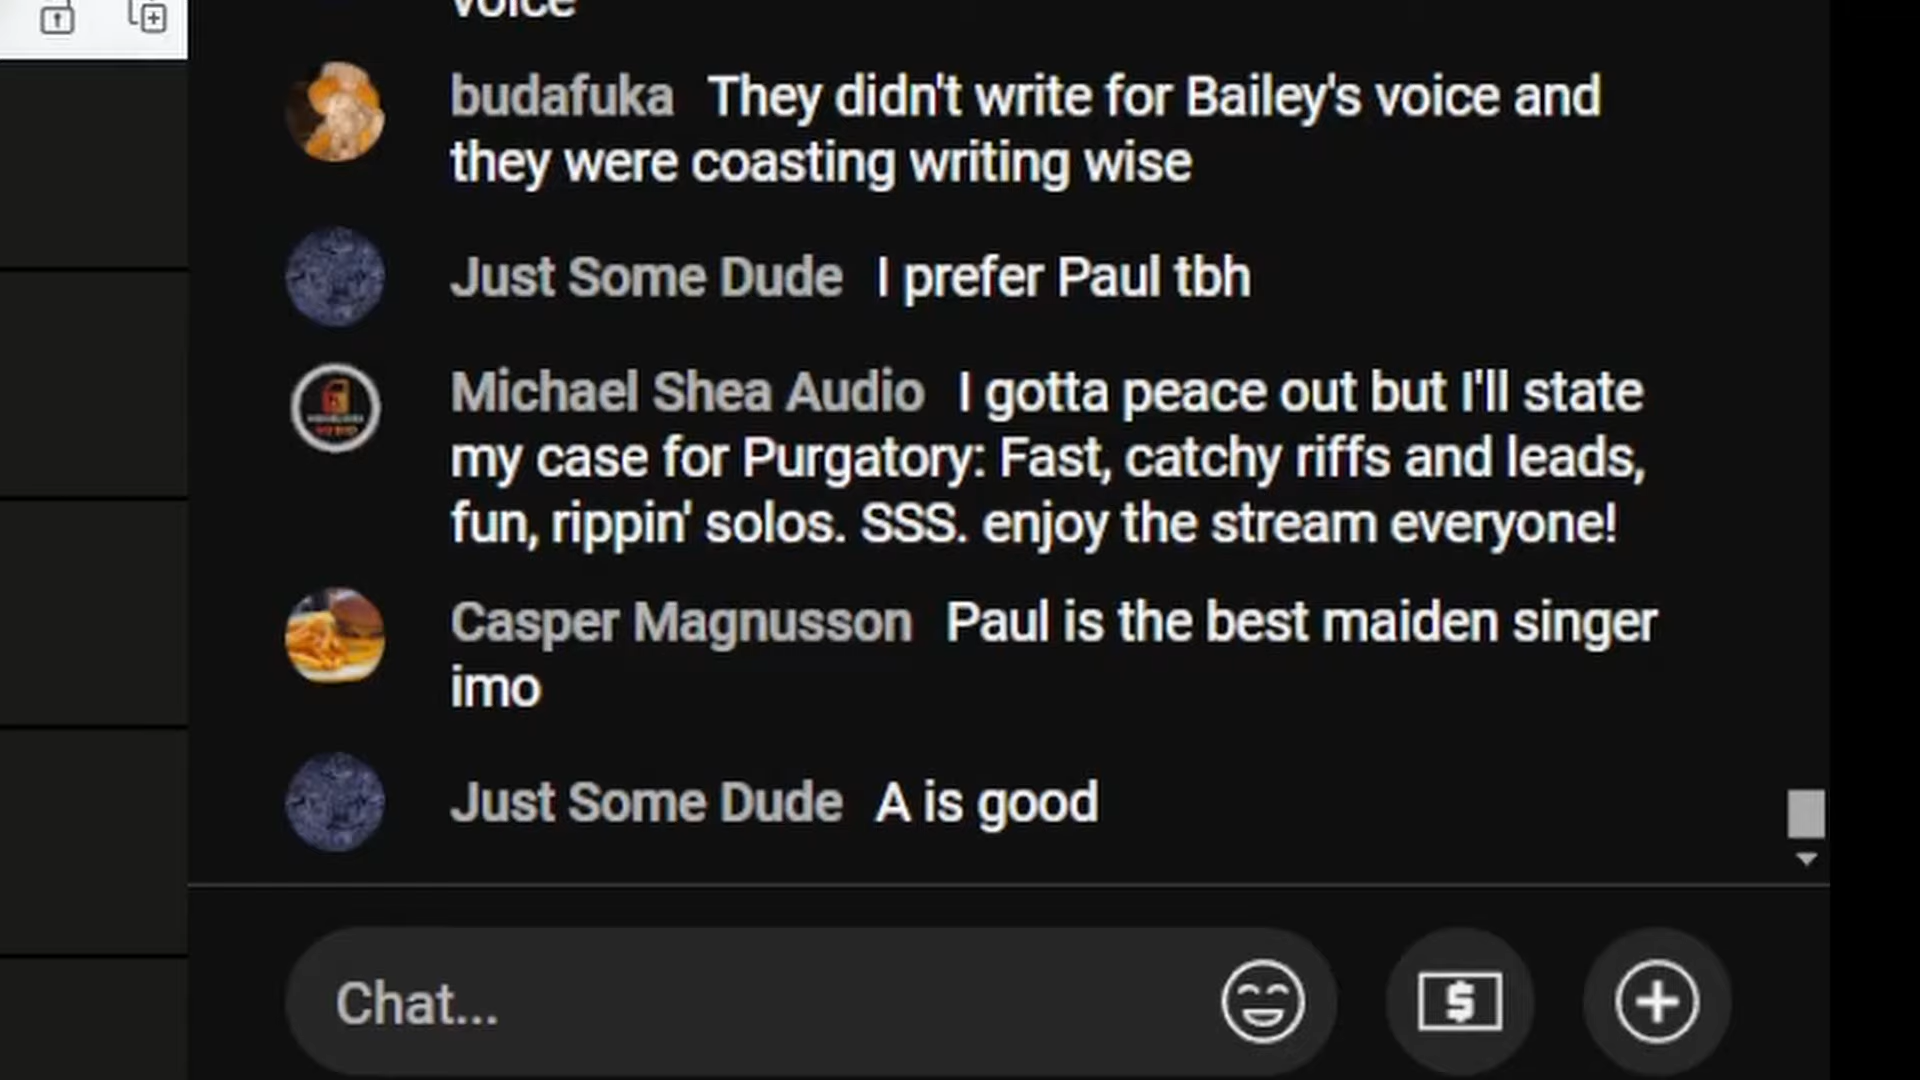 voice
budafuka They didn't write for Bailey's voice and
they were coasting writing wise
Just Some Dude I prefer Paul tbh
Michael Shea Audio I gotta peace out but I'll state
my case for Purgatory: Fast, catchy riffs and leads,
fun, rippin' solos. SSS. enjoy the stream everyone!
Casper Magnusson Paul is the best maiden singer
imo
Just Some Dude A is good
Chat...